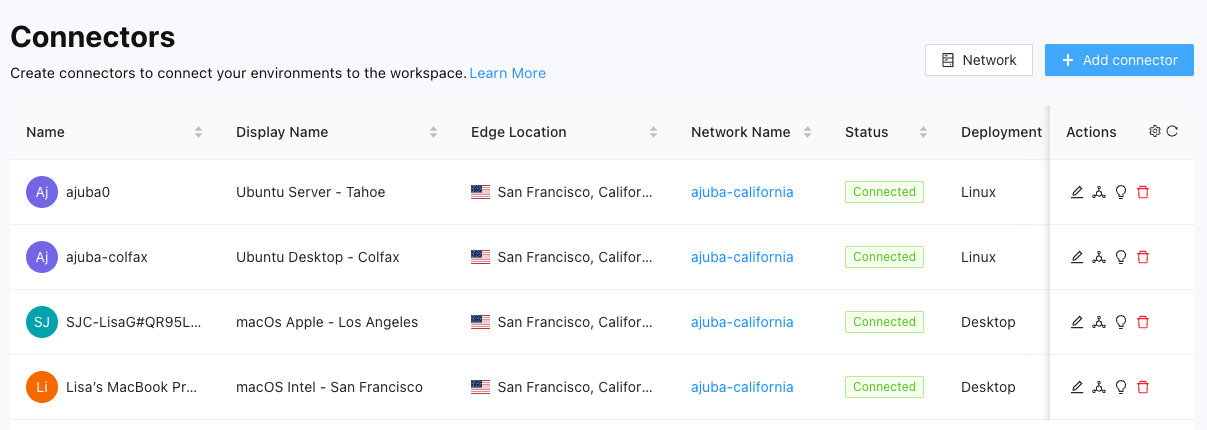 Connectors
Create connectors to connect your environments to the workspace. Learn More
Network
+ Add connector
Name Display Name Edge Location Network Name Status Deployment Actions
Aj ajuba0 Ubuntu Server - Tahoe San Francisco, Califor... ajuba-california Connected Linux
Aj ajuba-colfax Ubuntu Desktop - Colfax San Francisco, Califor... ajuba-california Connected Linux
SJ SJC-LisaG#QR95L... macOs Apple - Los Angeles San Francisco, Califor... ajuba-california Connected Desktop
Li Lisa's MacBook Pr... macOS Intel - San Francisco San Francisco, Califor... ajuba-california Connected Desktop